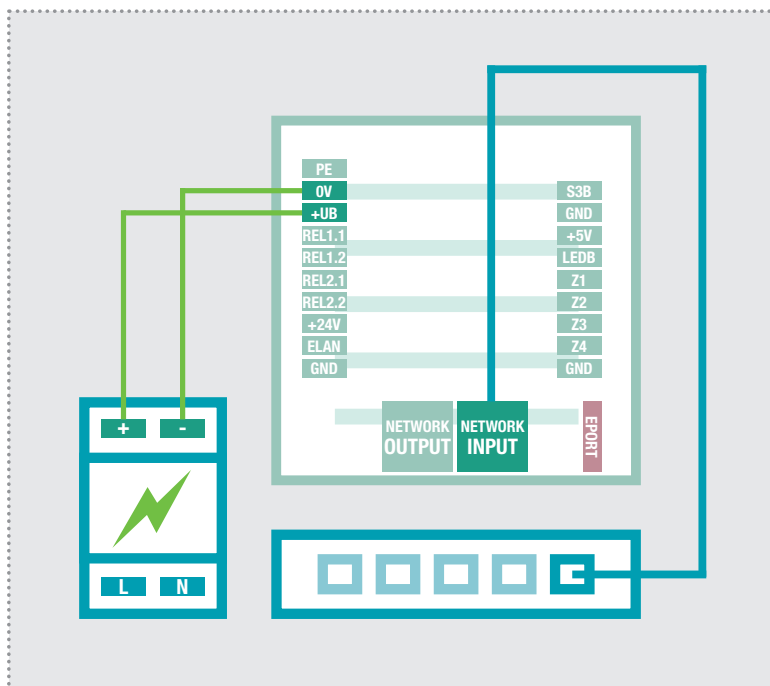 PE
0V
+UB
REL1.1
REL1.2
REL2.1
REL2.2
+24V
ELAN
GND
S3B
GND
+5V
LEDB
Z1
Z2
Z3
Z4
GND
NETWORK
OUTPUT
NETWORK
INPUT
EPORT
+ -
L N